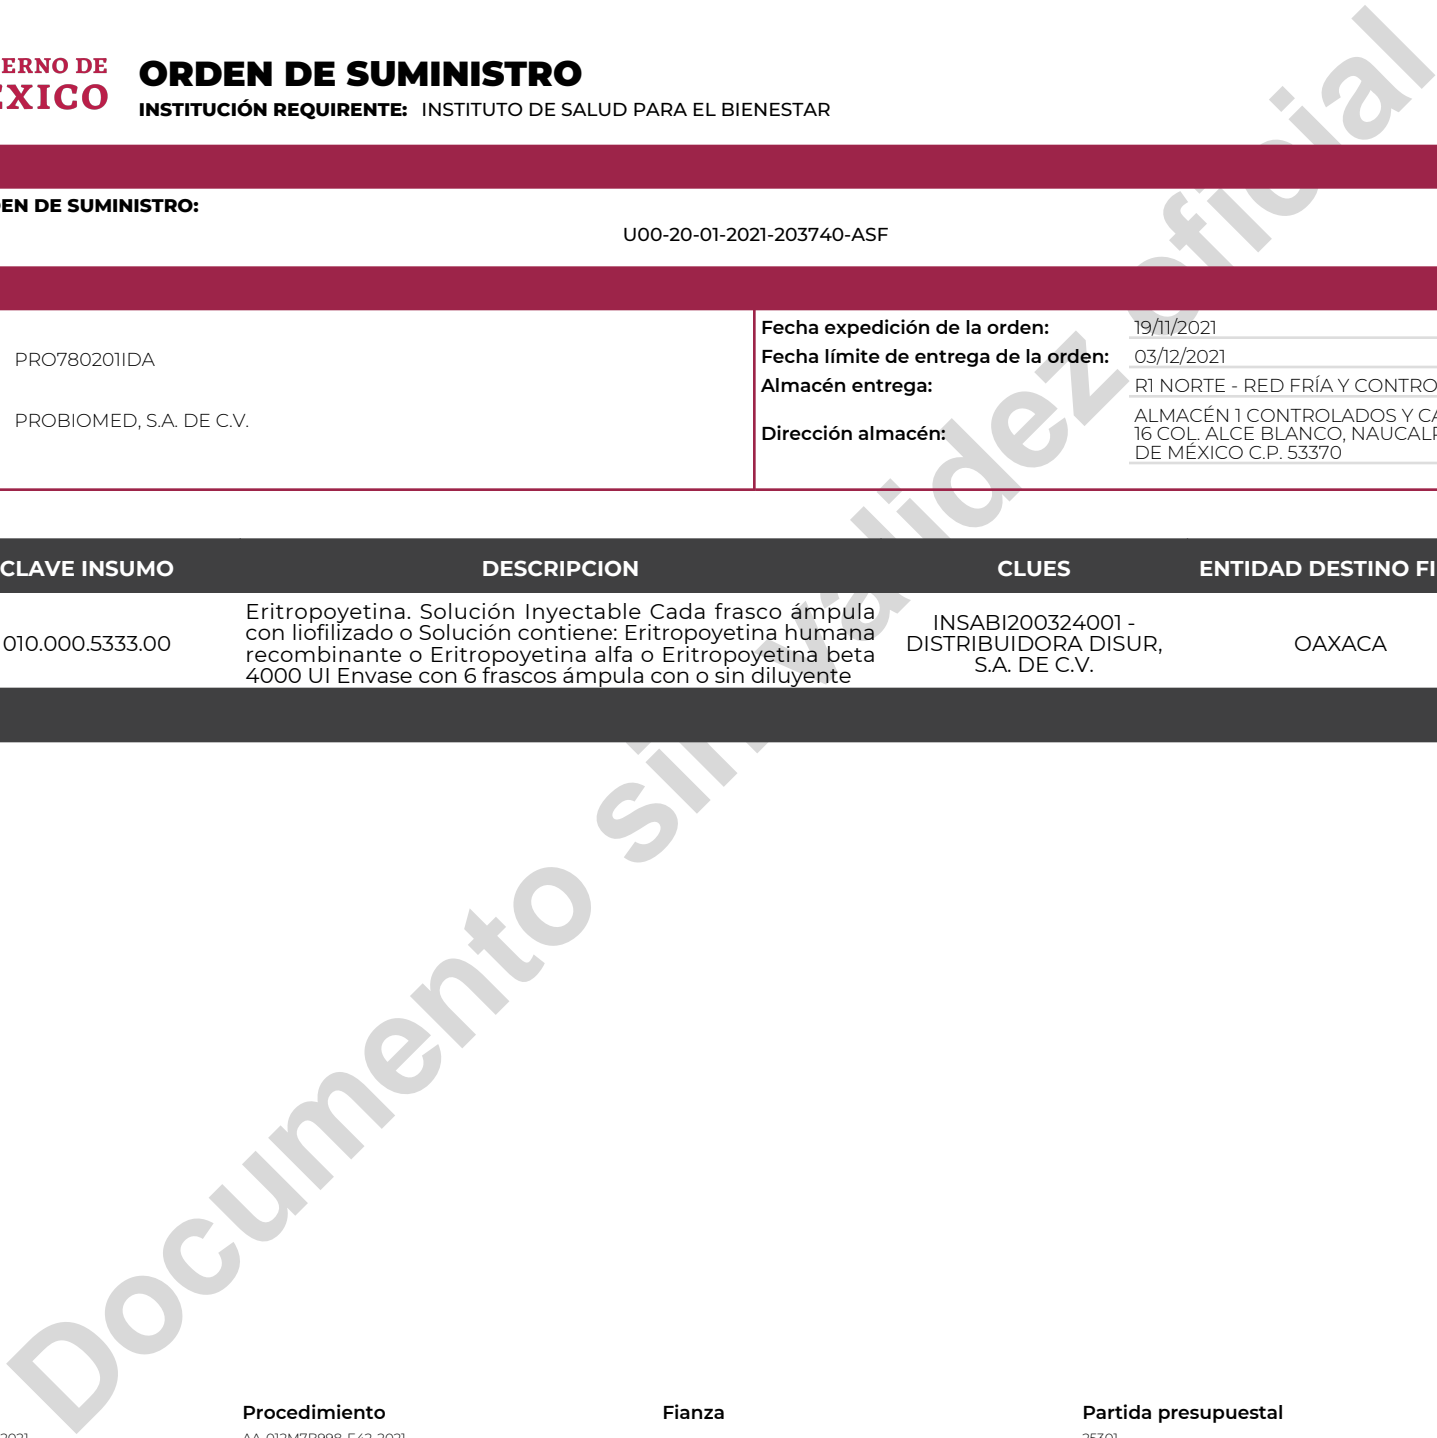 ERNO DE
ÉXICO
ORDEN DE SUMINISTRO
INSTITUCIÓN REQUIRENTE: INSTITUTO DE SALUD PARA EL BIENESTAR
EN DE SUMINISTRO:
U00-20-01-2021-203740-ASF
PRO780201IDA
PROBIOMED, S.A. DE C.V.
Fecha expedición de la orden: 19/11/2021
Fecha límite de entrega de la orden: 03/12/2021
Almacén entrega: R1 NORTE - RED FRÍA Y CONTRO
Dirección almacén: ALMACÉN 1 CONTROLADOS Y CA
16 COL. ALCE BLANCO, NAUCALP
DE MÉXICO C.P. 53370
CLAVE INSUMO DESCRIPCION CLUES ENTIDAD DESTINO FI
010.000.5333.00
Eritropoyetina. Solución Inyectable Cada frasco ámpula
con liofilizado o Solución contiene: Eritropoyetina humana
recombinante o Eritropoyetina alfa o Eritropoyetina beta
4000 UI Envase con 6 frascos ámpula con o sin diluyente
INSABI200324001 -
DISTRIBUIDORA DISUR,
S.A. DE C.V.
OAXACA
Documento sin validez oficial
Procedimiento Fianza Partida presupuestal